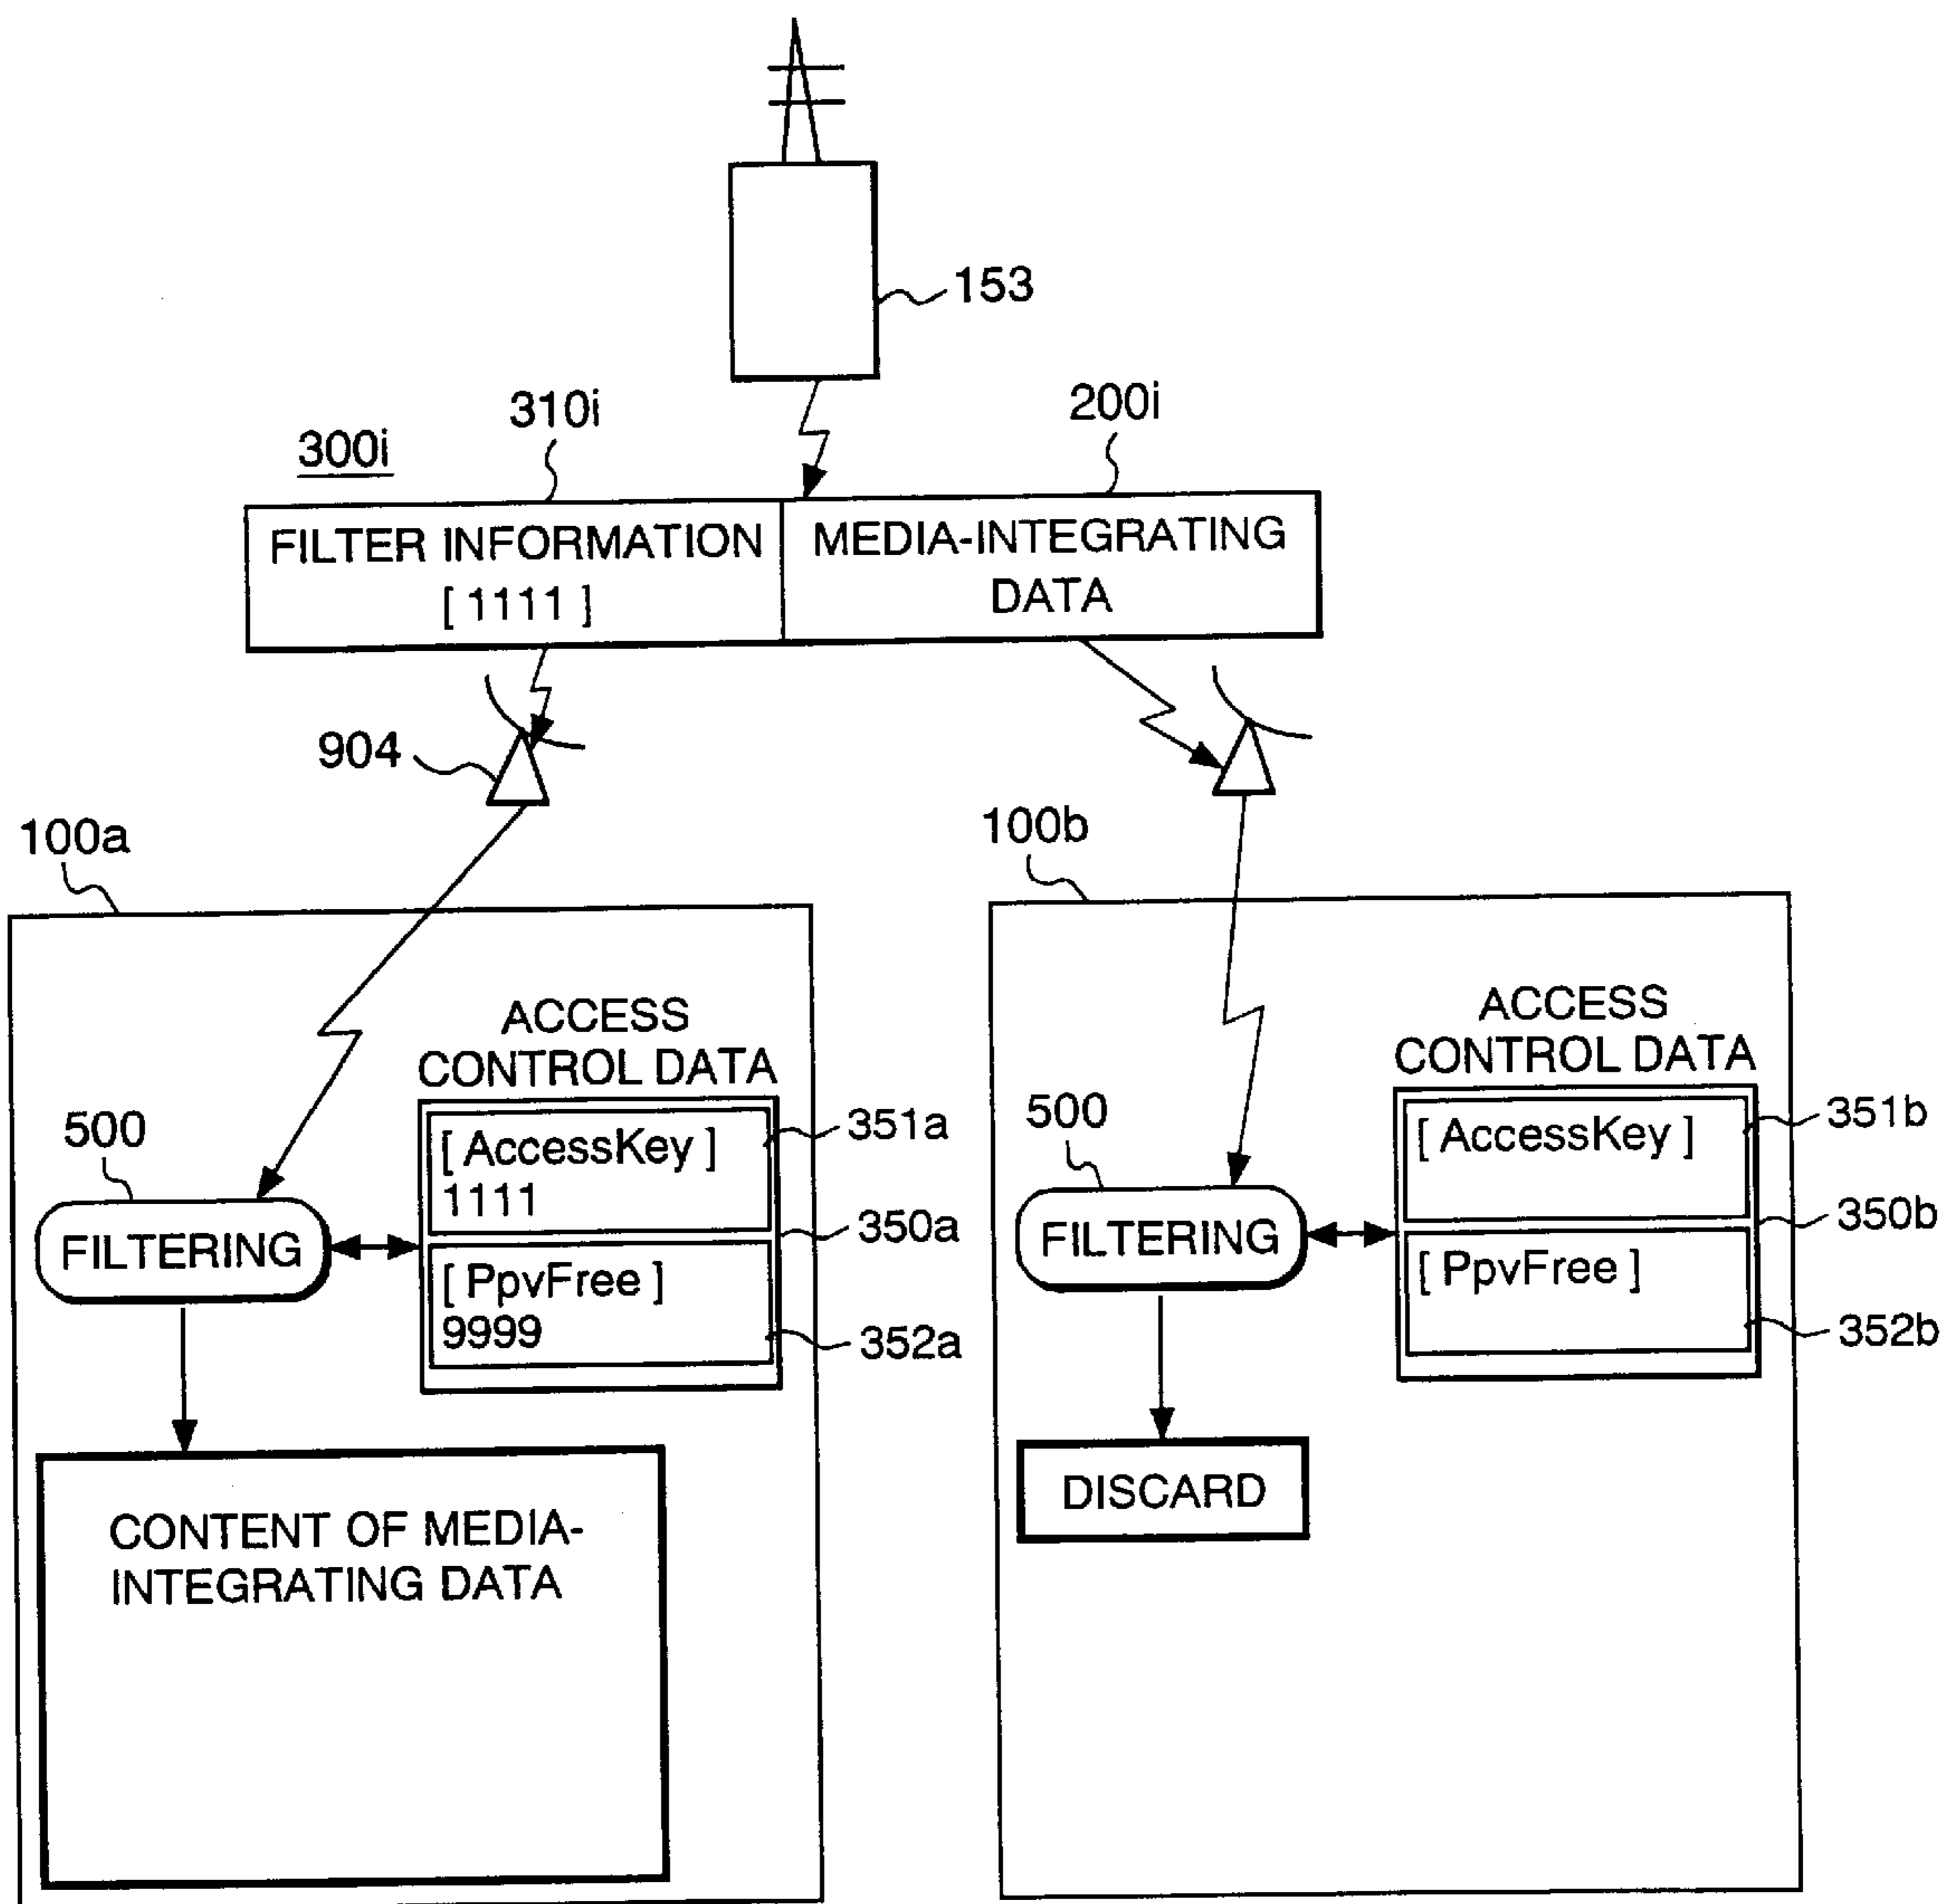 153
310i
200i
300i
FILTER INFORMATION
[ 1111 ]
MEDIA-INTEGRATING
DATA
904
100a
100b
ACCESS
CONTROL DATA
500
[ AccessKey ]
1111
351a
350a
FILTERING
[ PpvFree ]
9999
352a
CONTENT OF MEDIA-
INTEGRATING DATA
ACCESS
CONTROL DATA
500
[ AccessKey ]
351b
350b
FILTERING
[ PpvFree ]
352b
DISCARD